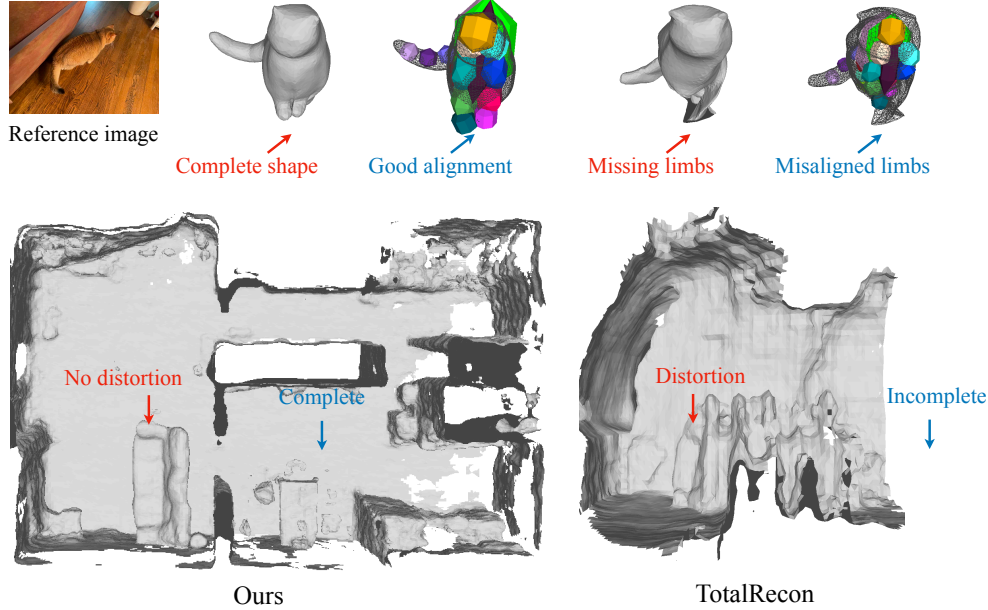 Reference image
Complete shape
Good alignment
Missing limbs
Misaligned limbs
No distortion
Complete
Distortion
Incomplete
Ours
TotalRecon